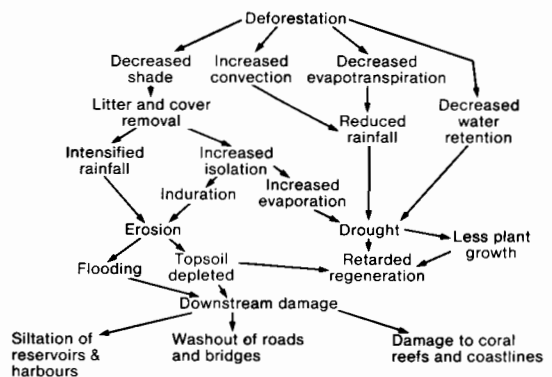 Deforestation
Decreased
shade
Increased
convection
Decreased
evapotranspiration
Litter and cover
removal
Reduced
rainfall
Decreased
water
retention
Intensified
rainfall
Increased
isolation
Induration
Increased
evaporation
Erosion
Drought
Less plant
growth
Flooding
Topsoil
depleted
Retarded
regeneration
Downstream damage
Siltation of
reservoirs &
harbours
Washout of roads
and bridges
Damage to coral
reefs and coastlines